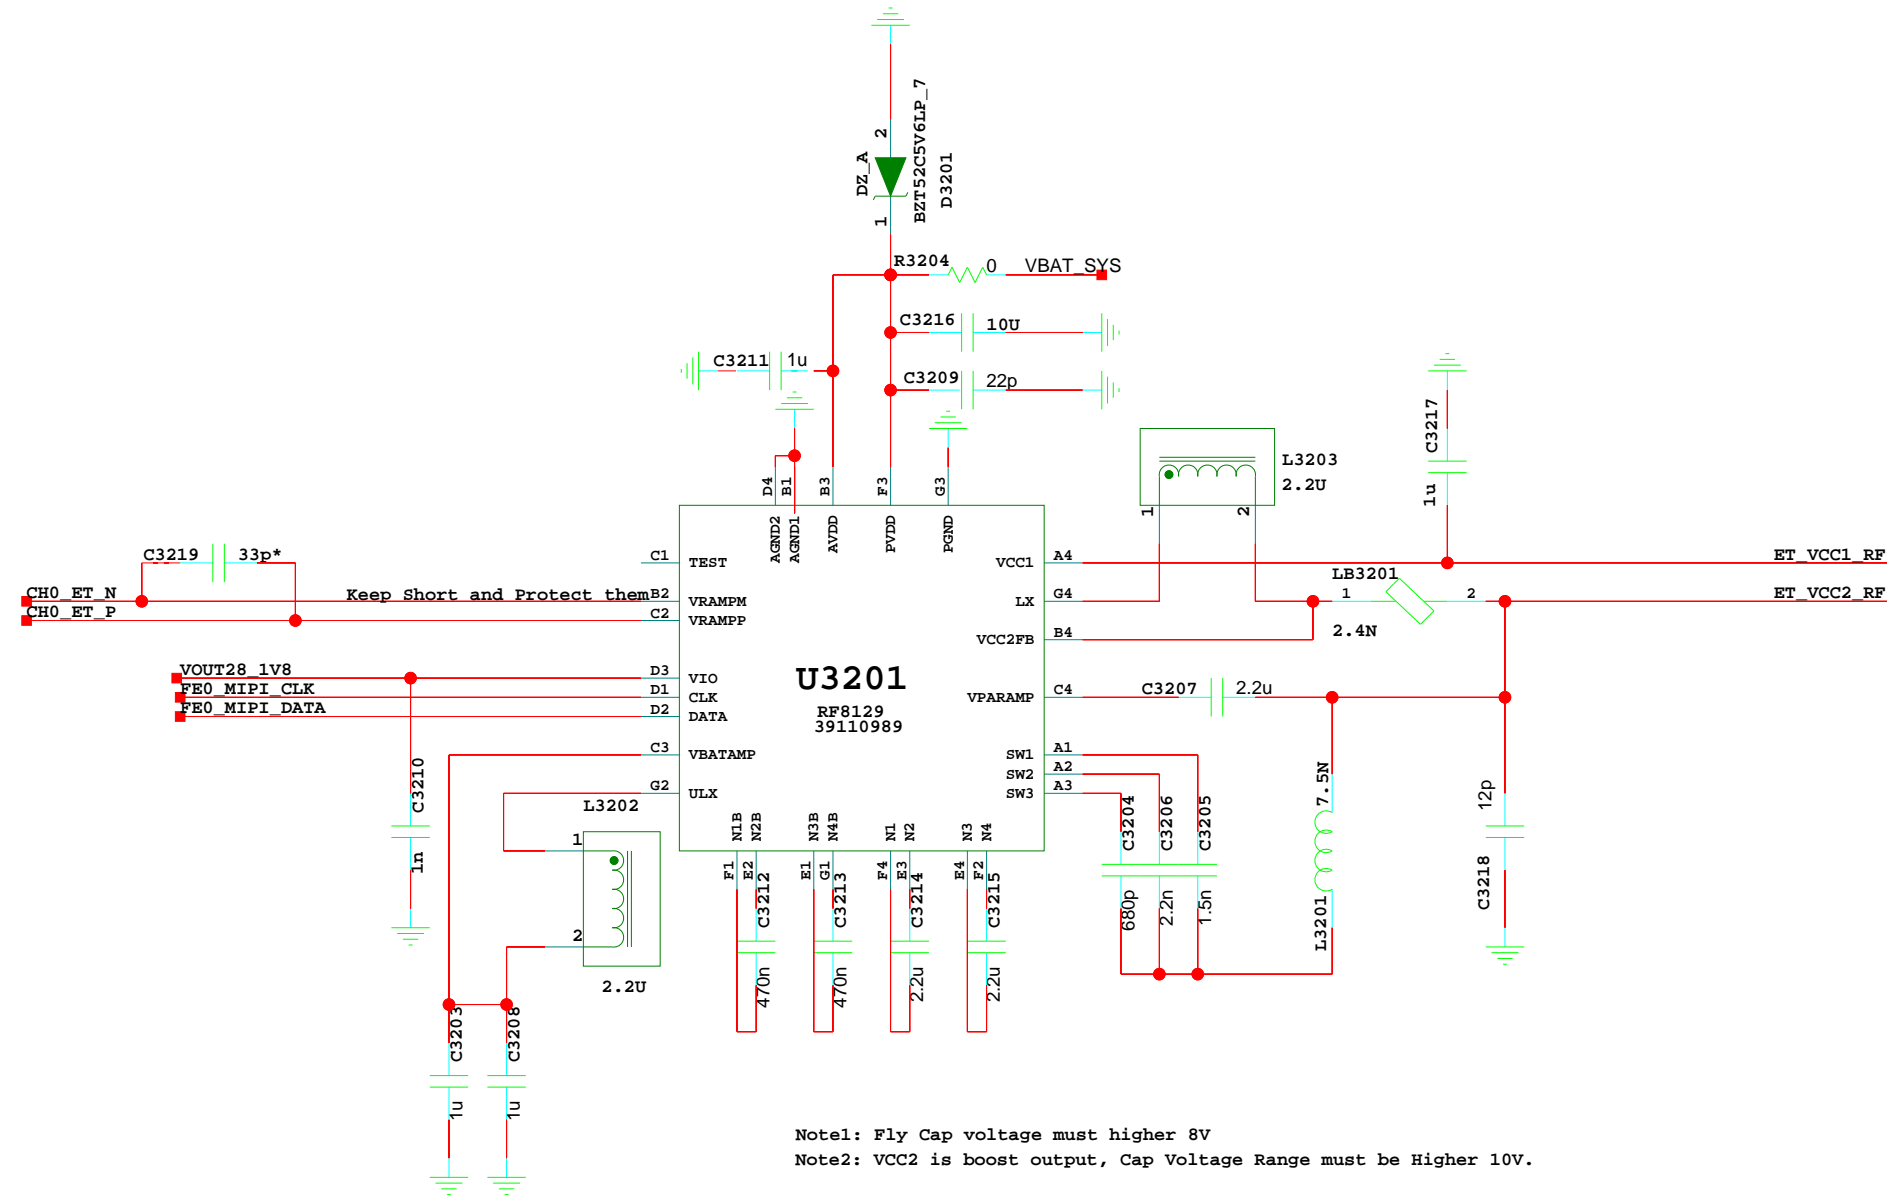 2
DZ_A
BZT52C5V6LP_7
D3201
1
R3204
0
VBAT_SYS
C3216
10U
C3211
1u
C3209
22p
C3217
1u
L3203
2.2U
1
2
D4
B1
B3
F3
G3
AGND2
AGND1
AVDD
PVDD
PGND
C3219
33p*
C1
TEST
VCC1
A4
ET_VCC1_RF
LB3201
CH0_ET_N
Keep Short and Protect them
B2
VRAMPM
LX
G4
1
2
ET_VCC2_RF
CH0_ET_P
C2
VRAMPP
VCC2FB
B4
2.4N
VOUT28_1V8
D3
VIO
U3201
FE0_MIPI_CLK
D1
CLK
VPARAMP
C4
C3207
2.2u
FE0_MIPI_DATA
D2
DATA
RF8129
39110989
C3
VBATAMP
SW1
A1
SW2
A2
G2
ULX
SW3
A3
C3210
1n
L3202
1
2
2.2U
N1B
N2B
N3B
N4B
N1
N2
N3
N4
F1
E2
E1
G1
F4
E3
E4
F2
C3212
C3213
C3214
C3215
470n
470n
2.2u
2.2u
C3204
C3206
C3205
680p
2.2n
1.5n
7.5N
L3201
12p
C3218
C3203
C3208
1u
1u
Note1: Fly Cap voltage must higher 8V
Note2: VCC2 is boost output, Cap Voltage Range must be Higher 10V.